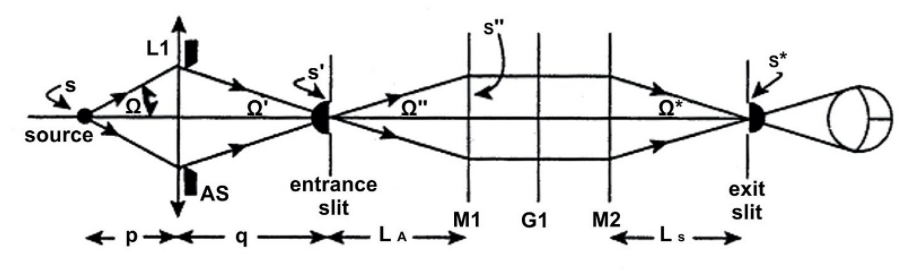 L1
s"
s
s'
s*
Ω
Ω'
Ω"
Ω*
source
AS
entrance
slit
exit
slit
M1
G1
M2
p
q
L A
L s